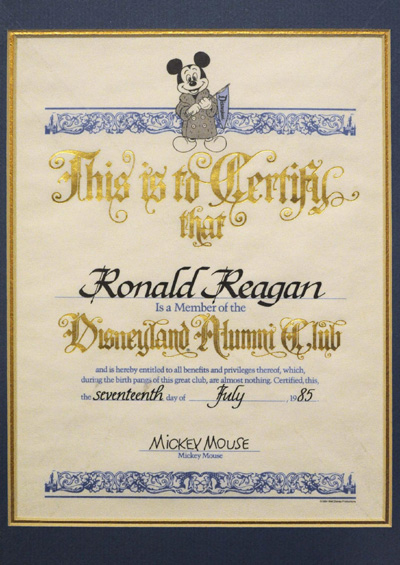 This is to Certify
that
Ronald Reagan
Is a Member of the
Disneyland Alumni Club
and is hereby entitled to all benefits and privileges thereof, which,
during the birth pangs of this great club, are almost nothing. Certified, this,
the seventeenth day of July, 1985
MICKEY MOUSE
Mickey Mouse